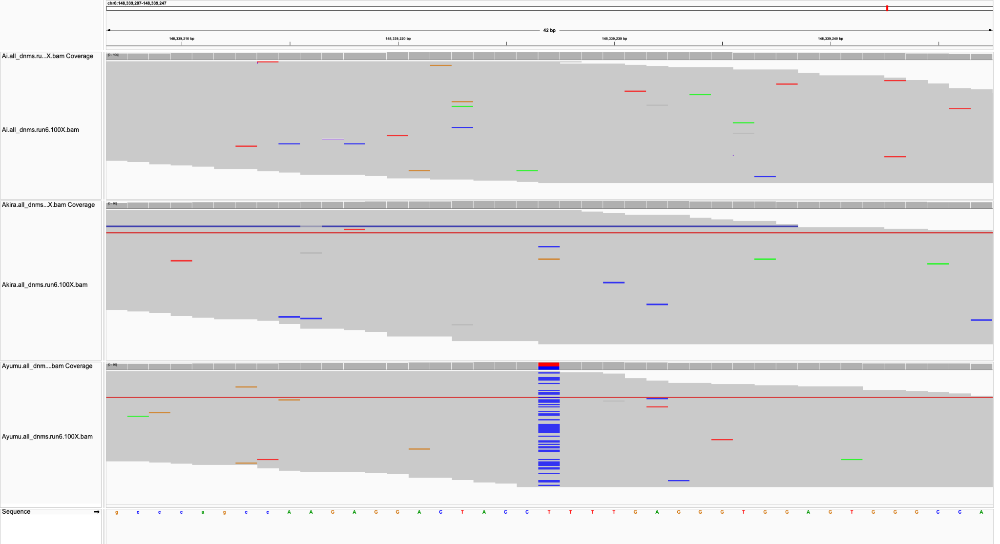 chr6:148,339,207-148,339,247
42 bp
148,339,210 bp 148,339,220 bp 148,339,230 bp 148,339,240 bp
Ai.all_dnms.ru...X.bam Coverage
[0 - 104]
Ai.all_dnms.run6.100X.bam
Akira.all_dnms...X.bam Coverage
[0 - 86]
Akira.all_dnms.run6.100X.bam
Ayumu.all_dnm....bam Coverage
[0 - 99]
Ayumu.all_dnms.run6.100X.bam
Sequence
g c c c a g c c A A G A G G A C T A C C T T T T G A G G G T G G A G T G G G C C A